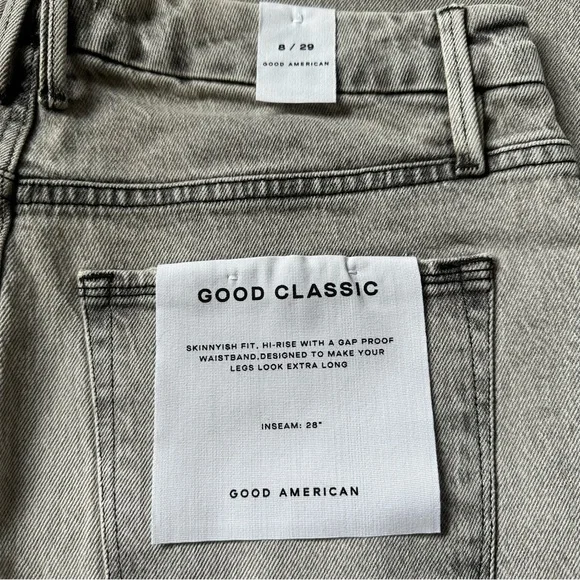 8 / 29
GOOD AMERICAN
GOOD CLASSIC
SKINNYISH FIT, HI-RISE WITH A GAP PROOF
WAISTBAND,DESIGNED TO MAKE YOUR
LEGS LOOK EXTRA LONG
INSEAM: 28"
GOOD AMERICAN